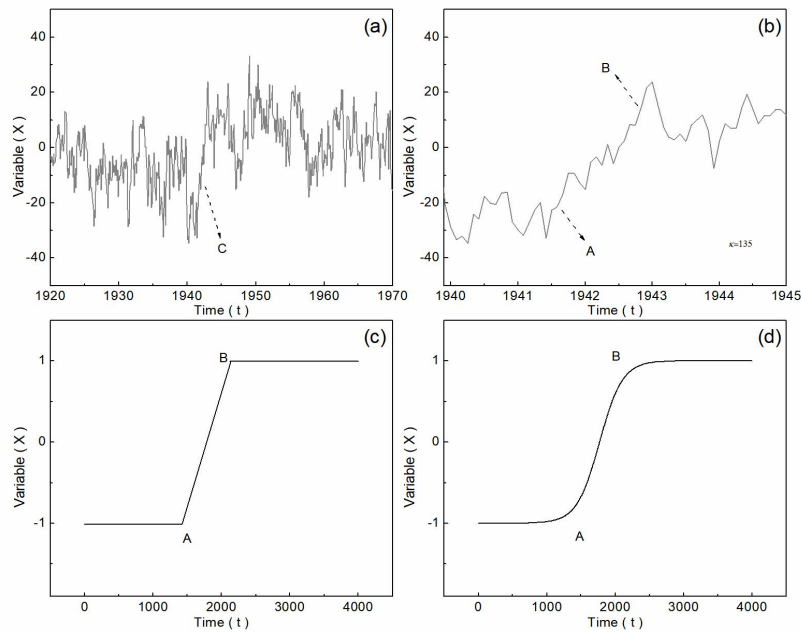 (a)
Variable ( X )
40
20
0
-20
-40
C
1920 1930 1940 1950 1960 1970
Time ( t )
(b)
Variable ( X )
40
20
0
-20
-40
B
A
κ=135
1940 1941 1942 1943 1944 1945
Time ( t )
(c)
Variable ( X )
1
0
-1
B
A
0 1000 2000 3000 4000
Time ( t )
(d)
Variable ( X )
1
0
-1
B
A
0 1000 2000 3000 4000
Time ( t )